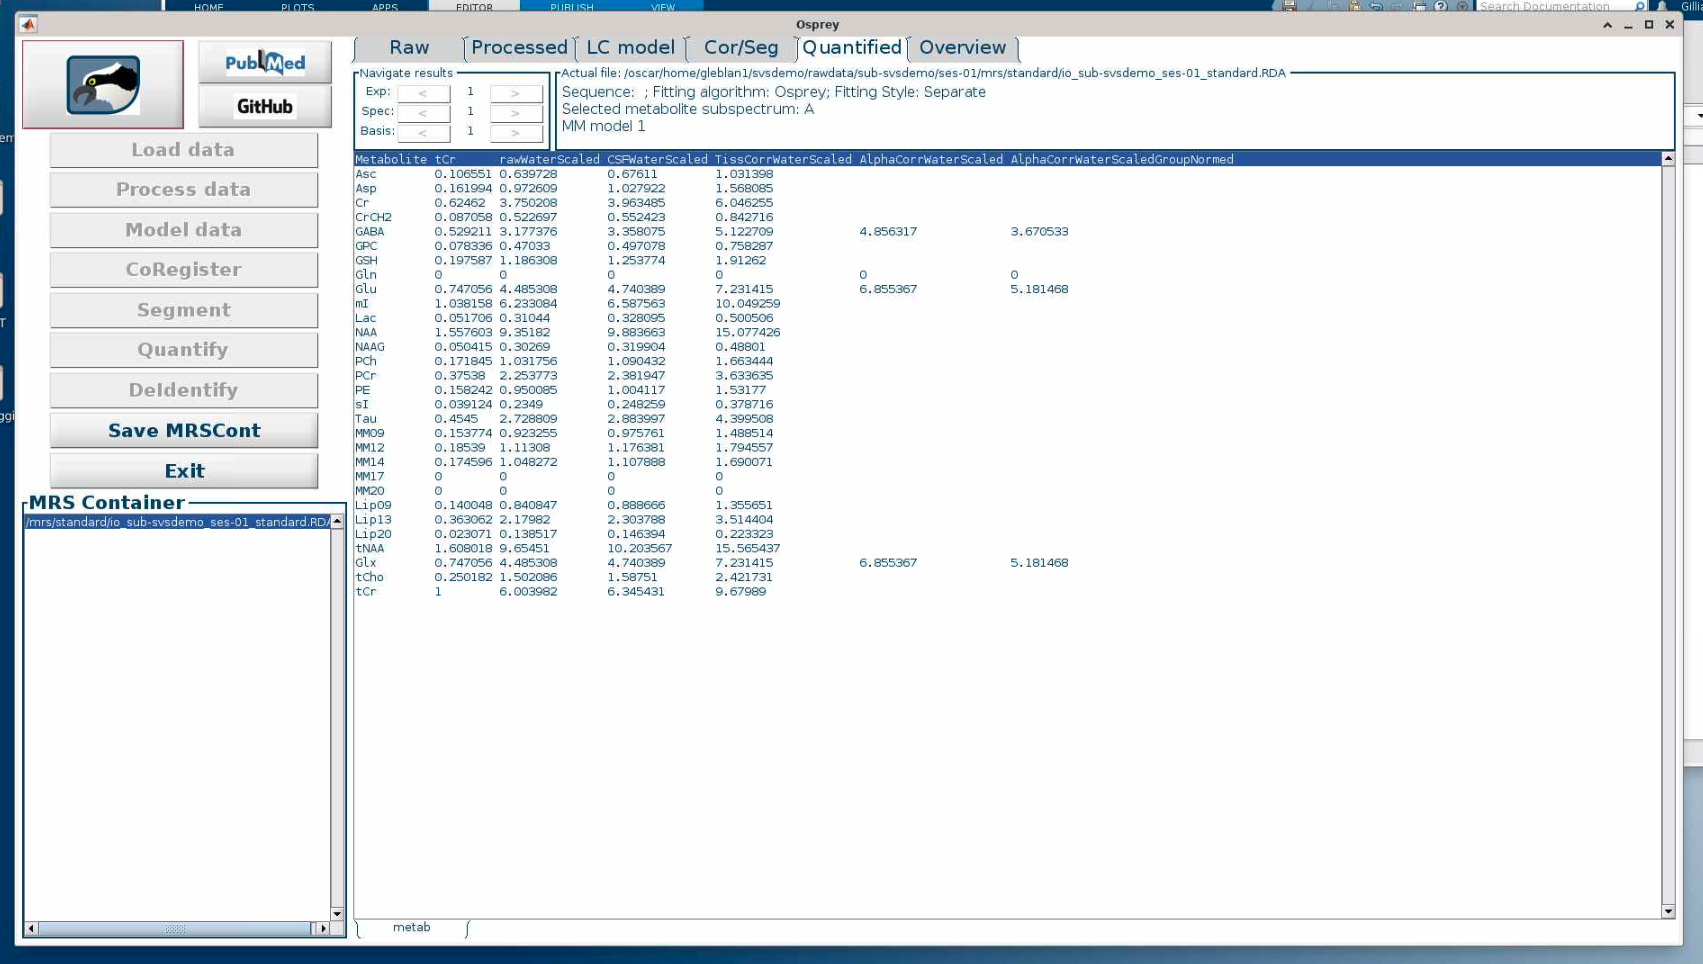 HOME PLOTS APPS EDITOR PUBLISH VIEW Search Documentation
Osprey
PubMed
GitHub
Load data
Process data
Model data
CoRegister
Segment
Quantify
DeIdentify
Save MRSCont
Exit
MRS Container
/mrs/standard/io_sub-svsdemo_ses-01_standard.RDA
Raw Processed LC model Cor/Seg Quantified Overview
Navigate results
Exp: < 1 >
Spec: < 1 >
Basis: < 1 >
Actual file: /oscar/home/gleblan1/svsdemo/rawdata/sub-svsdemo/ses-01/mrs/standard/io_sub-svsdemo_ses-01_standard.RDA
Sequence: ; Fitting algorithm: Osprey; Fitting Style: Separate
Selected metabolite subspectrum: A
MM model 1
Metabolite tCr rawWaterScaled CSFWaterScaled TissCorrWaterScaled AlphaCorrWaterScaled AlphaCorrWaterScaledGroupNormed
Asc 0.106551 0.639728 0.67611 1.031398
Asp 0.161994 0.972609 1.027922 1.568085
Cr 0.62462 3.750208 3.963485 6.046255
CrCH2 0.087058 0.522697 0.552423 0.842716
GABA 0.529211 3.177376 3.358075 5.122709 4.856317 3.670533
GPC 0.078336 0.47033 0.497078 0.758287
GSH 0.197587 1.186308 1.253774 1.91262
Gln 0 0 0 0 0 0
Glu 0.747056 4.485308 4.740389 7.231415 6.855367 5.181468
mI 1.038158 6.233084 6.587563 10.049259
Lac 0.051706 0.31044 0.328095 0.500506
NAA 1.557603 9.35182 9.883663 15.077426
NAAG 0.050415 0.30269 0.319904 0.48801
PCh 0.171845 1.031756 1.090432 1.663444
PCr 0.37538 2.253773 2.381947 3.633635
PE 0.158242 0.950085 1.004117 1.53177
sI 0.039124 0.2349 0.248259 0.378716
Tau 0.4545 2.728809 2.883997 4.399508
MM09 0.153774 0.923255 0.975761 1.488514
MM12 0.18539 1.11308 1.176381 1.794557
MM14 0.174596 1.048272 1.107888 1.690071
MM17 0 0 0 0
MM20 0 0 0 0
Lip09 0.140048 0.840847 0.888666 1.355651
Lip13 0.363062 2.17982 2.303788 3.514404
Lip20 0.023071 0.138517 0.146394 0.223323
tNAA 1.608018 9.65451 10.203567 15.565437
Glx 0.747056 4.485308 4.740389 7.231415 6.855367 5.181468
tCho 0.250182 1.502086 1.58751 2.421731
tCr 1 6.003982 6.345431 9.67989
metab